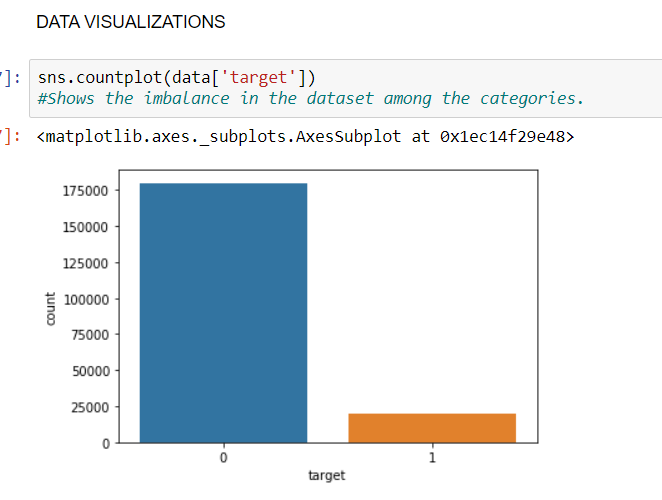 DATA VISUALIZATIONS
]: sns.countplot(data['target'])
#Shows the imbalance in the dataset among the categories.
]: <matplotlib.axes._subplots.AxesSubplot at 0x1ec14f29e48>
175000
150000
125000
100000
75000
50000
25000
0
count
0 1
target